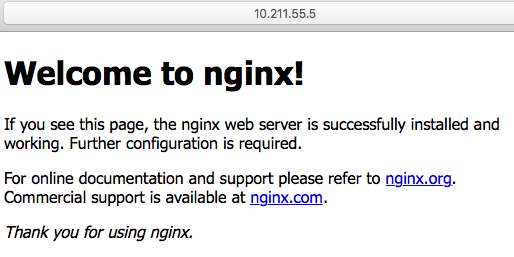 10.211.55.5
Welcome to nginx!
If you see this page, the nginx web server is successfully installed and
working. Further configuration is required.
For online documentation and support please refer to nginx.org.
Commercial support is available at nginx.com.
Thank you for using nginx.